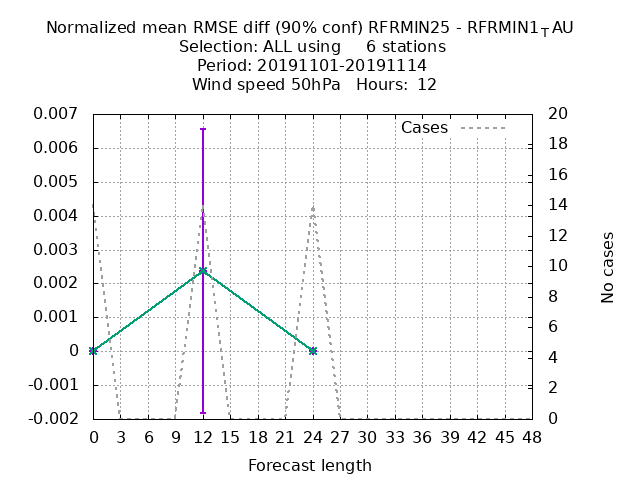 Normalized mean RMSE diff (90% conf) RFRMIN25 - RFRMIN1TAU
Selection: ALL using 6 stations
Period: 20191101-20191114
Wind speed 50hPa Hours: 12
Cases
0.007
0.006
0.005
0.004
0.003
0.002
0.001
0
-0.001
-0.002
20
18
16
14
12
10
8
6
4
2
0
No cases
0 3 6 9 12 15 18 21 24 27 30 33 36 39 42 45 48
Forecast length